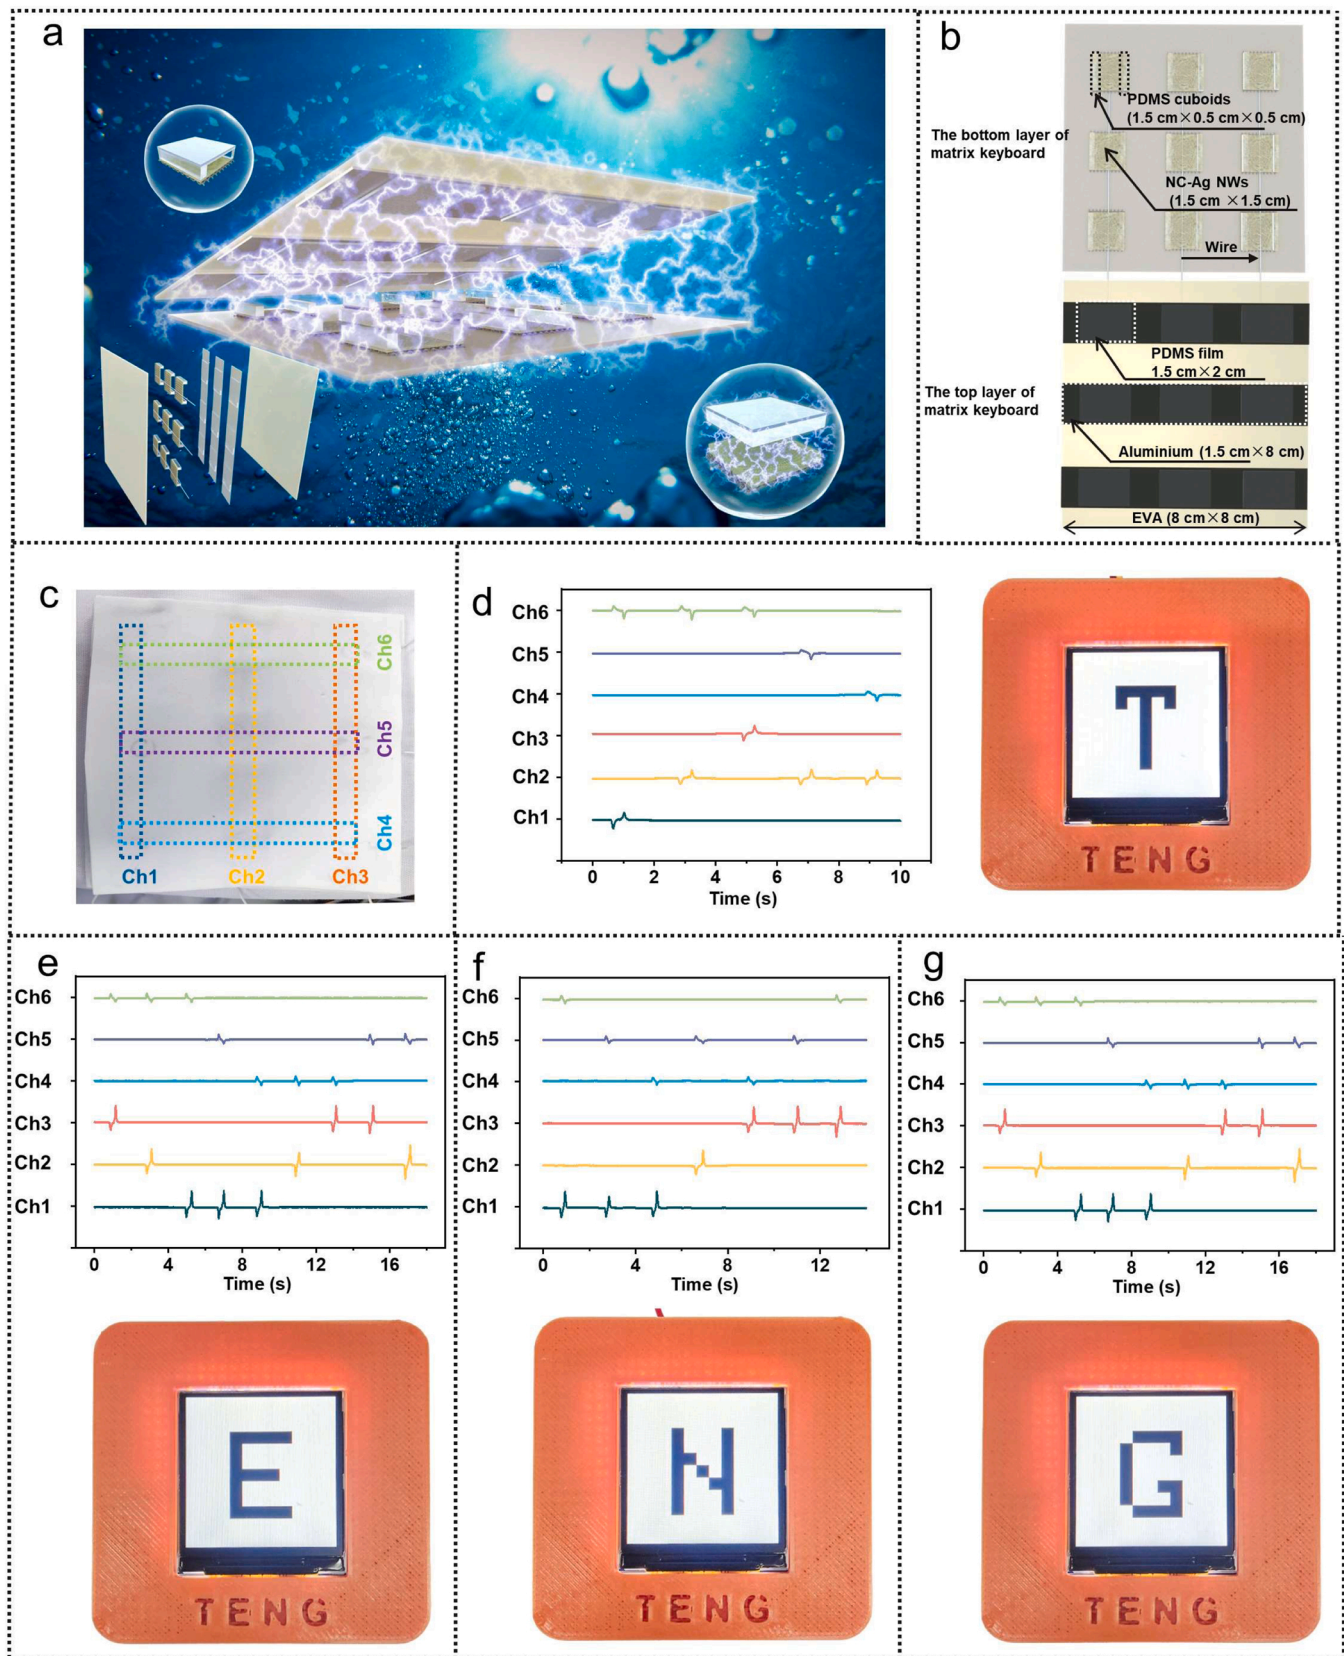 a
b
PDMS cuboids
(1.5 cm×0.5 cm×0.5 cm)
The bottom layer of
matrix keyboard
NC-Ag NWs
(1.5 cm ×1.5 cm)
Wire
PDMS film
1.5 cm×2 cm
The top layer of
matrix keyboard
Aluminium (1.5 cm×8 cm)
EVA (8 cm×8 cm)
c
Ch6
Ch5
Ch4
Ch1 Ch2 Ch3
d
Ch6
Ch5
Ch4
Ch3
Ch2
Ch1
0 2 4 6 8 10
Time (s)
T
TENG
e
Ch6
Ch5
Ch4
Ch3
Ch2
Ch1
0 4 8 12 16
Time (s)
E
TENG
f
Ch6
Ch5
Ch4
Ch3
Ch2
Ch1
0 4 8 12
Time (s)
N
TENG
g
Ch6
Ch5
Ch4
Ch3
Ch2
Ch1
0 4 8 12 16
Time (s)
G
TENG